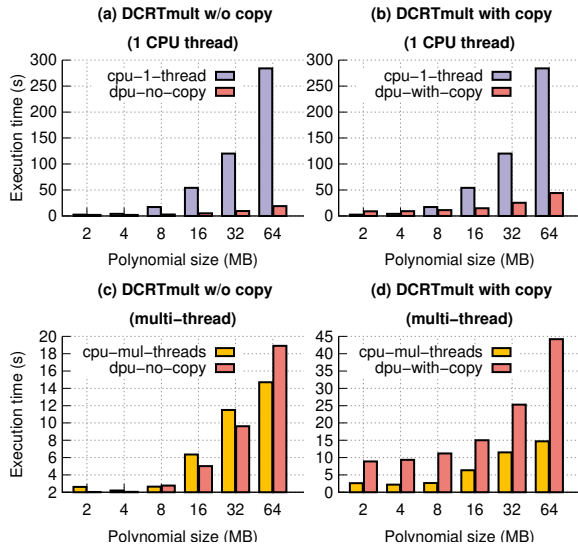 (a) DCRTmult w/o copy
(1 CPU thread)
300
250
200
150
100
50
0
Execution time (s)
cpu−1−thread
dpu−no−copy
2 4 8 16 32 64
Polynomial size (MB)
(b) DCRTmult with copy
(1 CPU thread)
300
250
200
150
100
50
0
cpu−1−thread
dpu−with−copy
2 4 8 16 32 64
Polynomial size (MB)
(c) DCRTmult w/o copy
(multi−thread)
20
18
16
14
12
10
8
6
4
2
Execution time (s)
cpu−mul−threads
dpu−no−copy
2 4 8 16 32 64
Polynomial size (MB)
(d) DCRTmult with copy
(multi−thread)
45
40
35
30
25
20
15
10
5
0
cpu−mul−threads
dpu−with−copy
2 4 8 16 32 64
Polynomial size (MB)